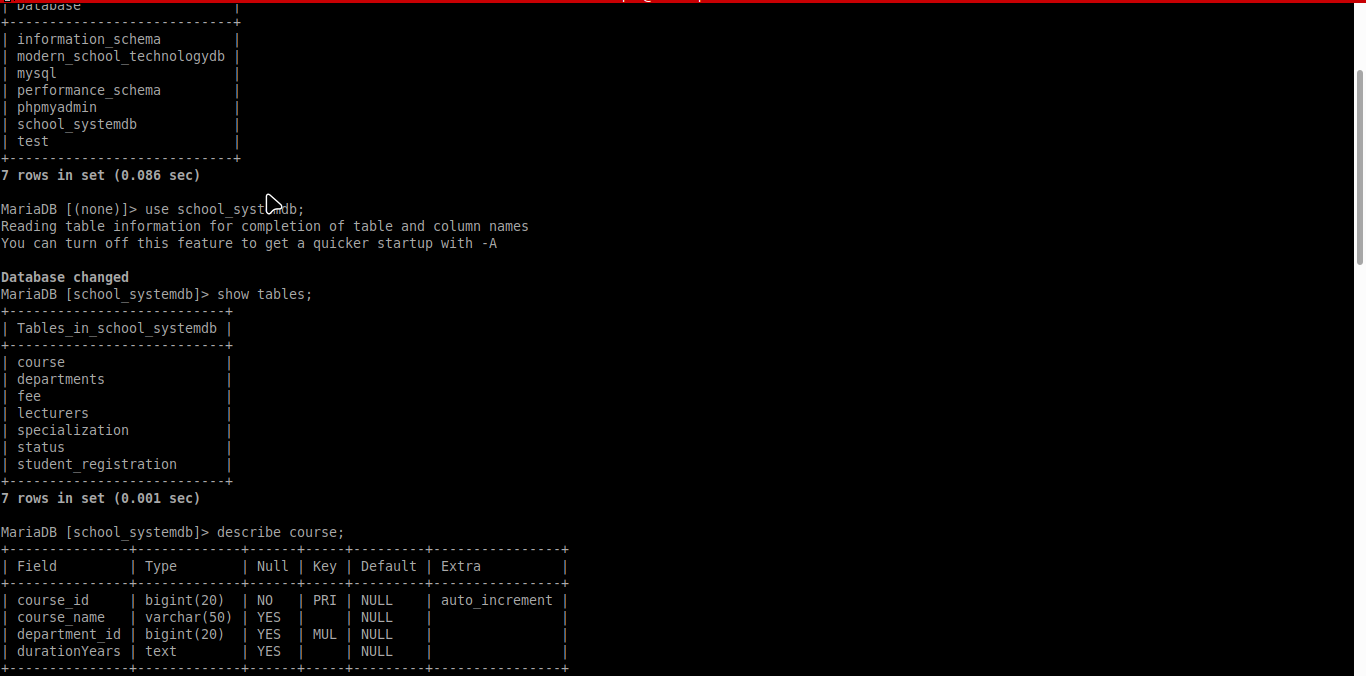 | Database                  |
+----------------------------+
| information_schema         |
| modern_school_technologydb |
| mysql                      |
| performance_schema         |
| phpmyadmin                 |
| school_systemdb            |
| test                       |
+----------------------------+
7 rows in set (0.086 sec)

MariaDB [(none)]> use school_systemdb;
Reading table information for completion of table and column names
You can turn off this feature to get a quicker startup with -A

Database changed
MariaDB [school_systemdb]> show tables;
+---------------------------+
| Tables_in_school_systemdb |
+---------------------------+
| course                    |
| departments               |
| fee                       |
| lecturers                 |
| specialization            |
| status                    |
| student_registration      |
+---------------------------+
7 rows in set (0.001 sec)

MariaDB [school_systemdb]> describe course;
+---------------+-------------+------+-----+---------+----------------+
| Field         | Type        | Null | Key | Default | Extra          |
+---------------+-------------+------+-----+---------+----------------+
| course_id     | bigint(20)  | NO   | PRI | NULL    | auto_increment |
| course_name   | varchar(50) | YES  |     | NULL    |                |
| department_id | bigint(20)  | YES  | MUL | NULL    |                |
| durationYears | text        | YES  |     | NULL    |                |
+---------------+-------------+------+-----+---------+----------------+